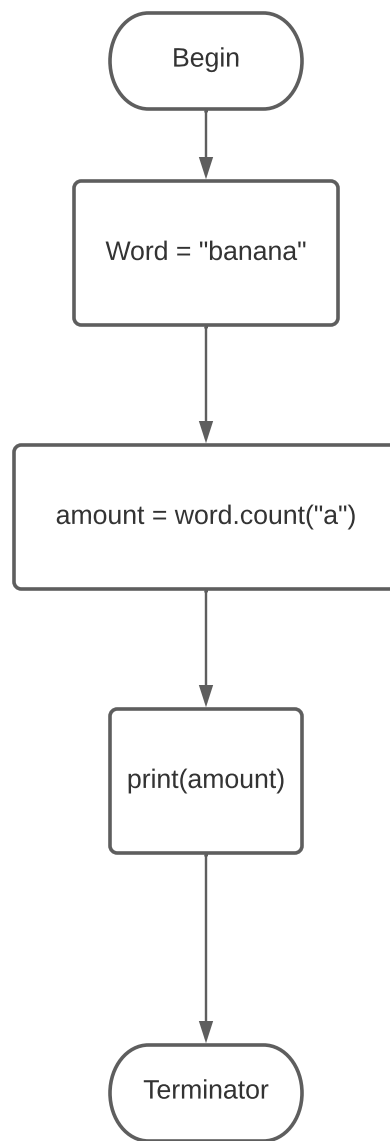 Begin
Word = "banana"
amount = word.count("a")
print(amount)
Terminator